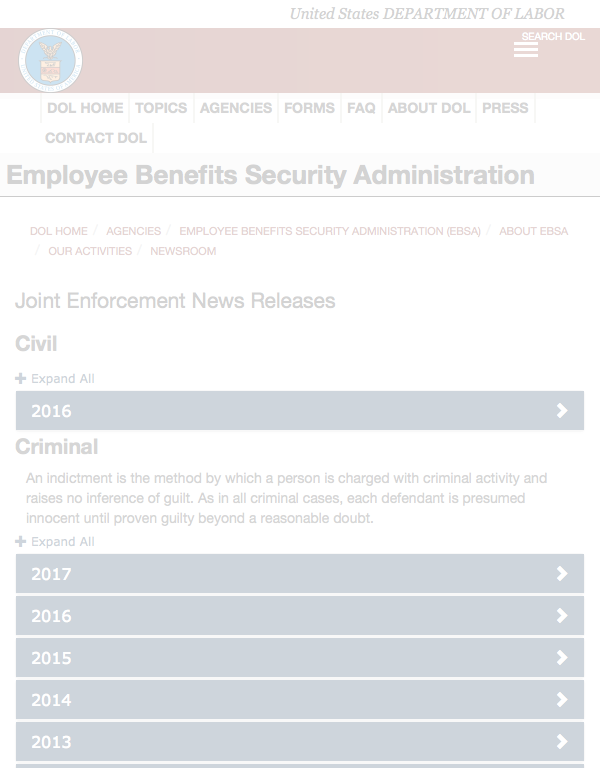 United States DEPARTMENT OF LABOR
SEARCH DOL
DOL HOME TOPICS AGENCIES FORMS FAQ ABOUT DOL PRESS
CONTACT DOL
Employee Benefits Security Administration
DOL HOME / AGENCIES / EMPLOYEE BENEFITS SECURITY ADMINISTRATION (EBSA) / ABOUT EBSA
/ OUR ACTIVITIES / NEWSROOM
Joint Enforcement News Releases
Civil
Expand All
2016
Criminal
An indictment is the method by which a person is charged with criminal activity and
raises no inference of guilt. As in all criminal cases, each defendant is presumed
innocent until proven guilty beyond a reasonable doubt.
Expand All
2017
2016
2015
2014
2013